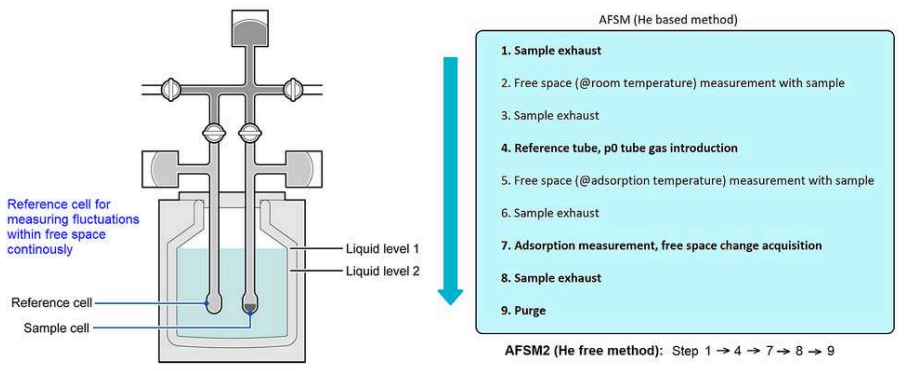 AFSM (He based method)
Reference cell for
measuring fluctuations
within free space
continously
Liquid level 1
Liquid level 2
Reference cell
Sample cell
1. Sample exhaust
2. Free space (@room temperature) measurement with sample
3. Sample exhaust
4. Reference tube, p0 tube gas introduction
5. Free space (@adsorption temperature) measurement with sample
6. Sample exhaust
7. Adsorption measurement, free space change acquisition
8. Sample exhaust
9. Purge
AFSM2 (He free method): Step 1 → 4 → 7 → 8 → 9